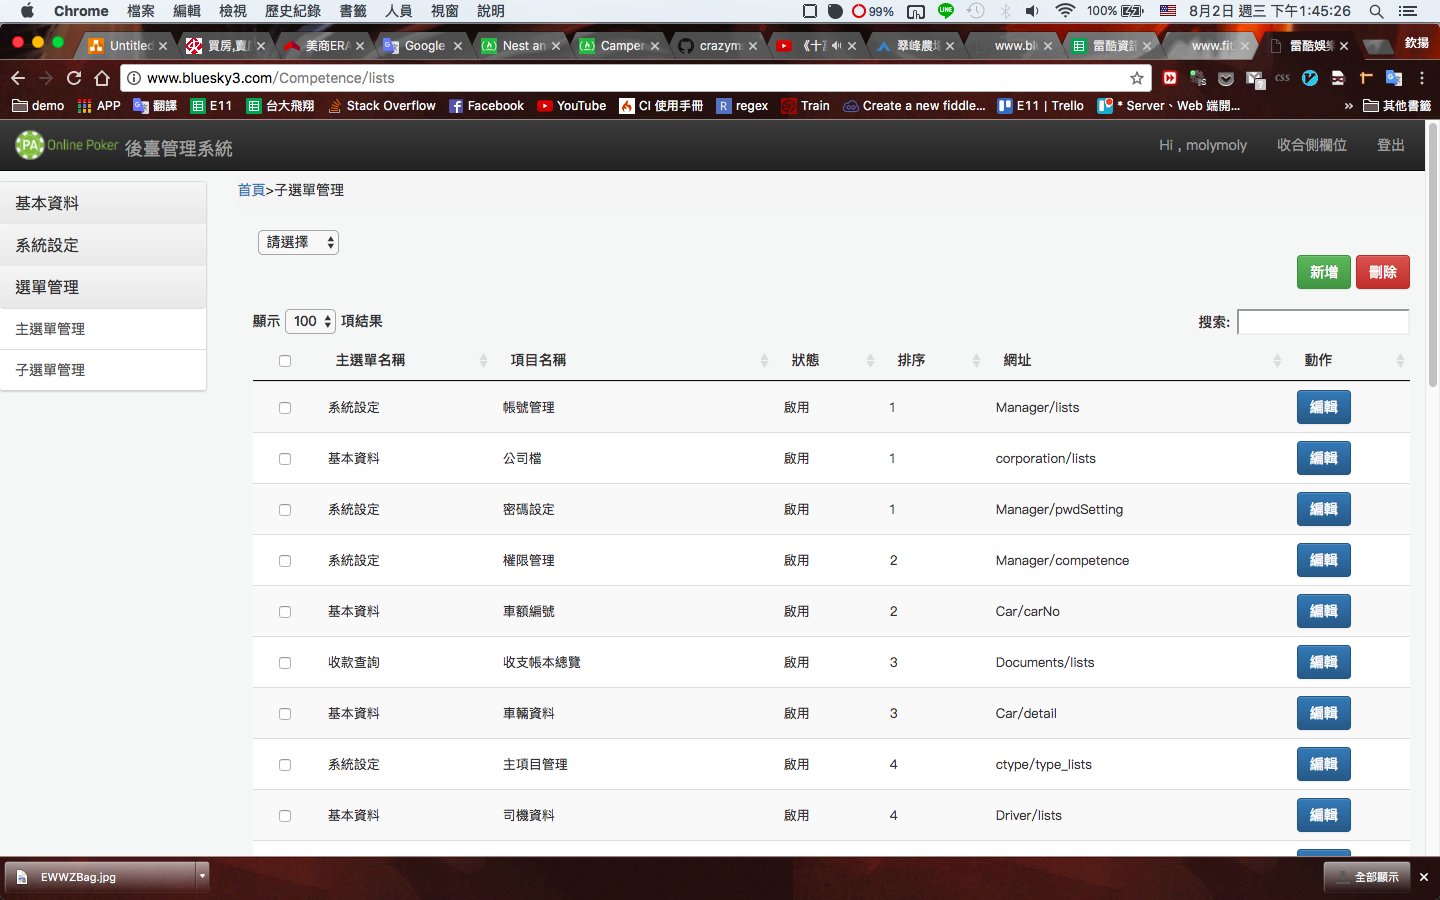 Chrome 檔案 編輯 檢視 歷史紀錄 書籤 人員 視窗 說明 99% LINE 100% 8月2日 週三 下午1:45:26
Untitled 買房,賣 美商ERA Google Nest an Camper crazym 《十 翠峰農場 www.bl 雷酷資訊 www.fit 雷酷娛樂 欽揚
www.bluesky3.com/Competence/lists
demo APP 翻譯 E11 台大飛翔 Stack Overflow Facebook YouTube CI 使用手冊 regex Train Create a new fiddle... E11 | Trello * Server、Web 端開... » 其他書籤
PA Online Poker 後臺管理系統 Hi , molymoly 收合側欄位 登出
首頁>子選單管理
基本資料
系統設定
選單管理
主選單管理
子選單管理
請選擇
新增 刪除
顯示 100 項結果 搜索:
主選單名稱 項目名稱 狀態 排序 網址 動作
系統設定 帳號管理 啟用 1 Manager/lists 編輯
基本資料 公司檔 啟用 1 corporation/lists 編輯
系統設定 密碼設定 啟用 1 Manager/pwdSetting 編輯
系統設定 權限管理 啟用 2 Manager/competence 編輯
基本資料 車額編號 啟用 2 Car/carNo 編輯
收款查詢 收支帳本總覽 啟用 3 Documents/lists 編輯
基本資料 車輛資料 啟用 3 Car/detail 編輯
系統設定 主項目管理 啟用 4 ctype/type_lists 編輯
基本資料 司機資料 啟用 4 Driver/lists 編輯
EWWZBag.jpg 全部顯示